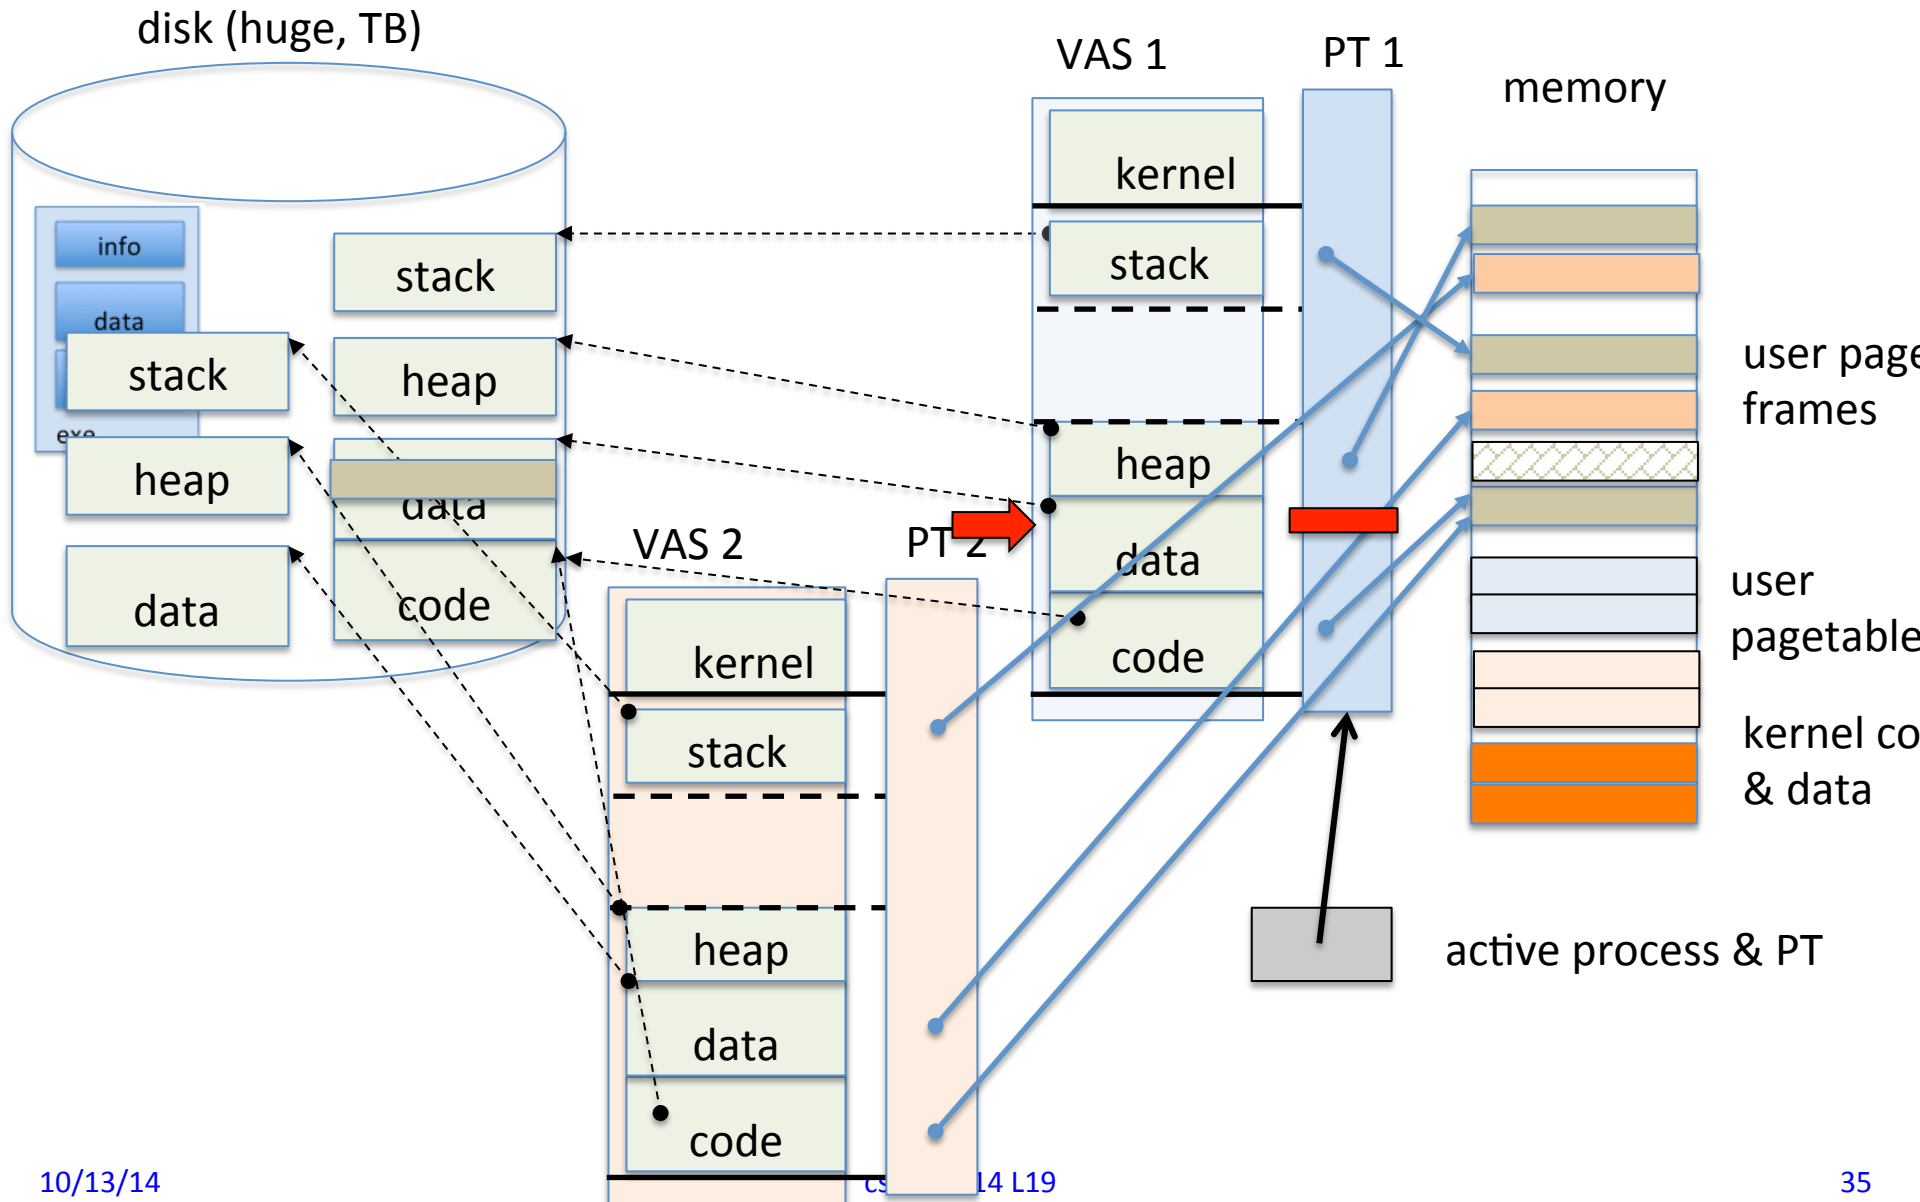 disk (huge, TB)
VAS 1
PT 1
memory
kernel
info
stack
stack
data
stack
heap
user page
frames
heap
heap
data
VAS 2
PT 2
data
user
pagetable
data
code
code
kernel
kernel co
& data
stack
heap
active process & PT
data
code
10/13/14
14 L19
35